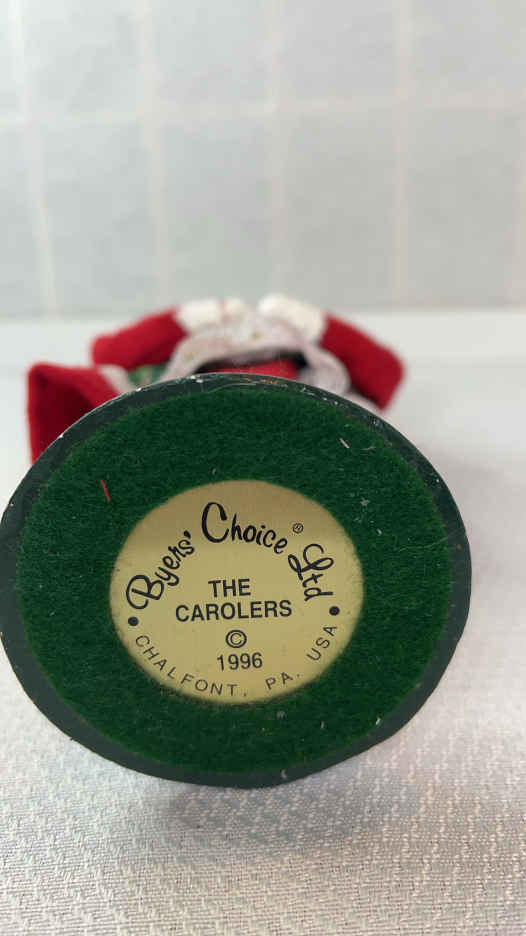 Byers' Choice® Ltd
THE
CAROLERS
©
1996
• CHALFONT, PA. USA •